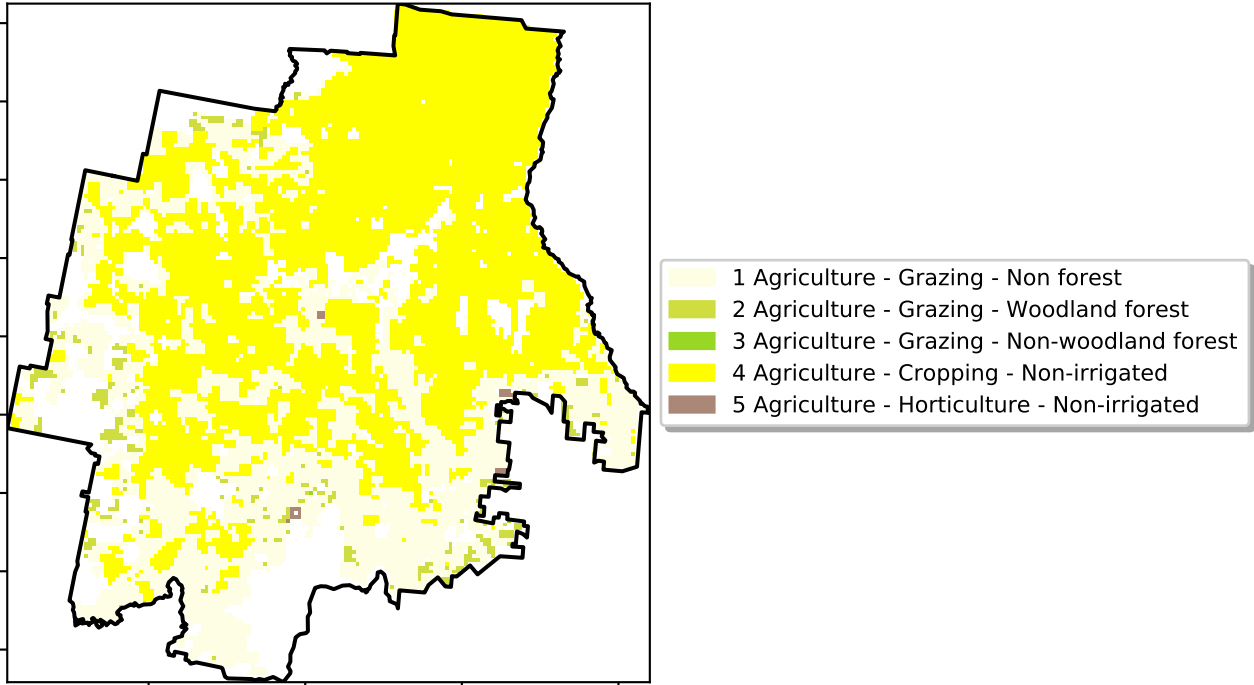 1 Agriculture - Grazing - Non forest
2 Agriculture - Grazing - Woodland forest
3 Agriculture - Grazing - Non-woodland forest
4 Agriculture - Cropping - Non-irrigated
5 Agriculture - Horticulture - Non-irrigated